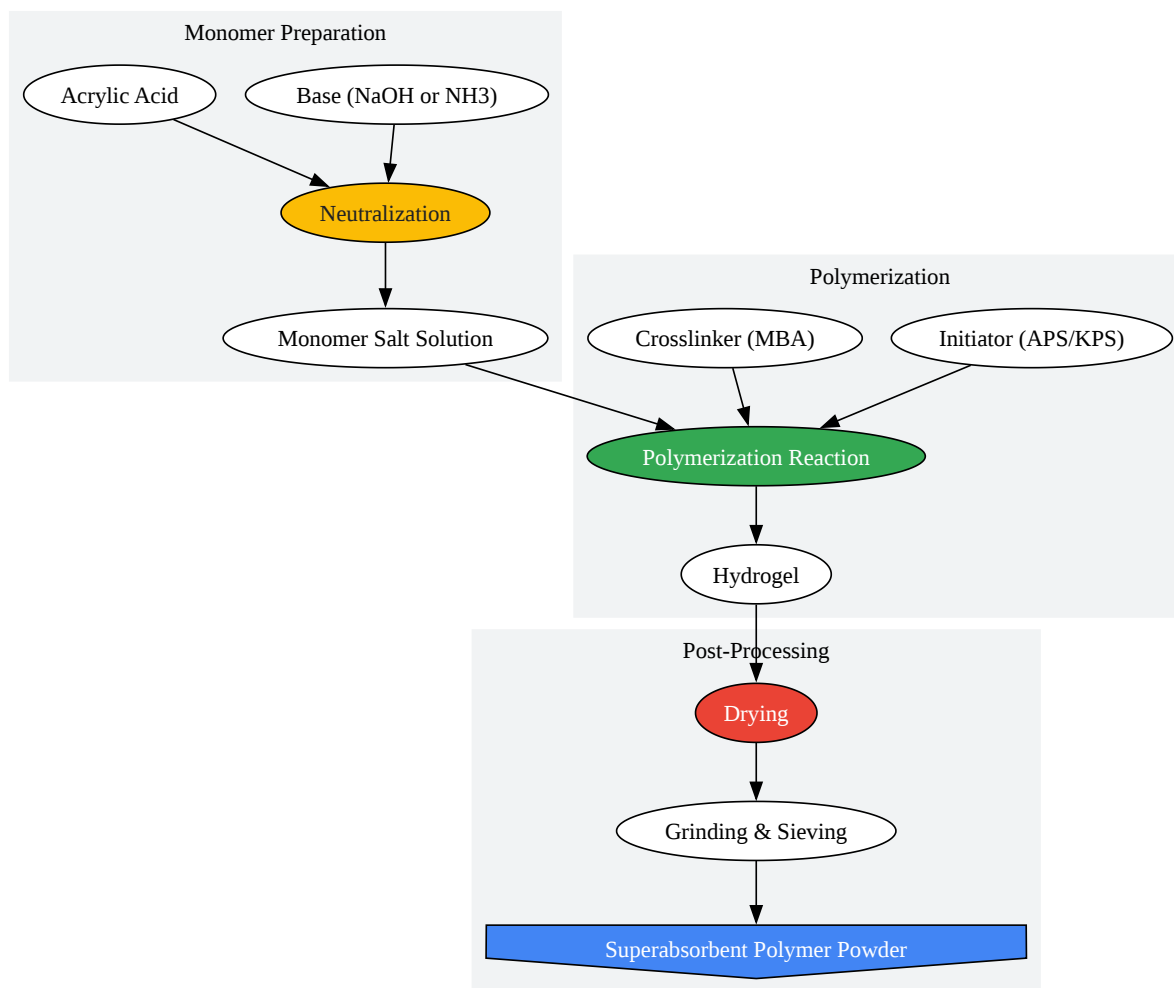 Monomer Preparation
Acrylic Acid
Base (NaOH or NH3)
Neutralization
Monomer Salt Solution
Polymerization
Crosslinker (MBA)
Initiator (APS/KPS)
Polymerization Reaction
Hydrogel
Post-Processing
Drying
Grinding & Sieving
Superabsorbent Polymer Powder